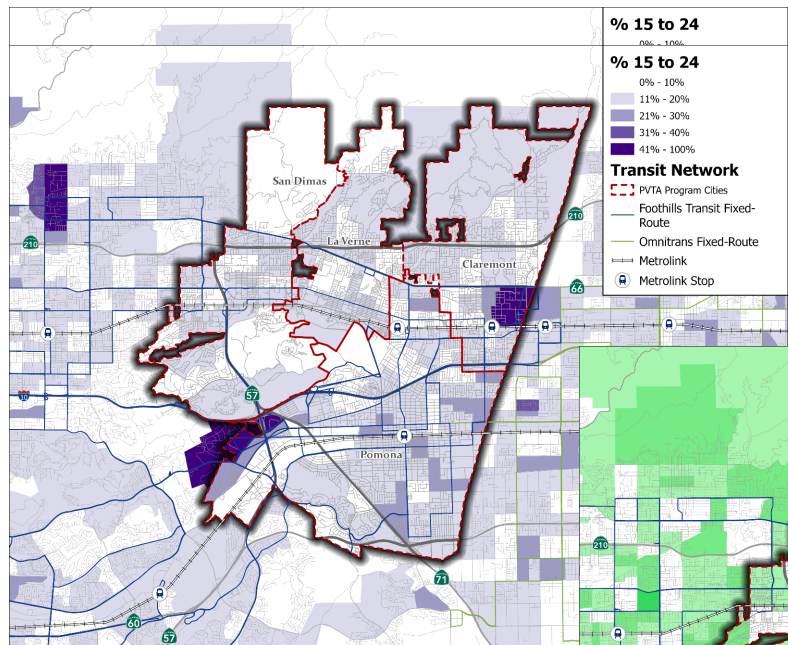 % 15 to 24
0% - 10%
% 15 to 24
0% - 10%
11% - 20%
21% - 30%
31% - 40%
41% - 100%
Transit Network
PVTA Program Cities
Foothills Transit Fixed-
Route
Omnitrans Fixed-Route
Metrolink
Metrolink Stop
San Dimas
210
210
La Verne
Claremont
66
10
57
Pomona
210
71
60
57